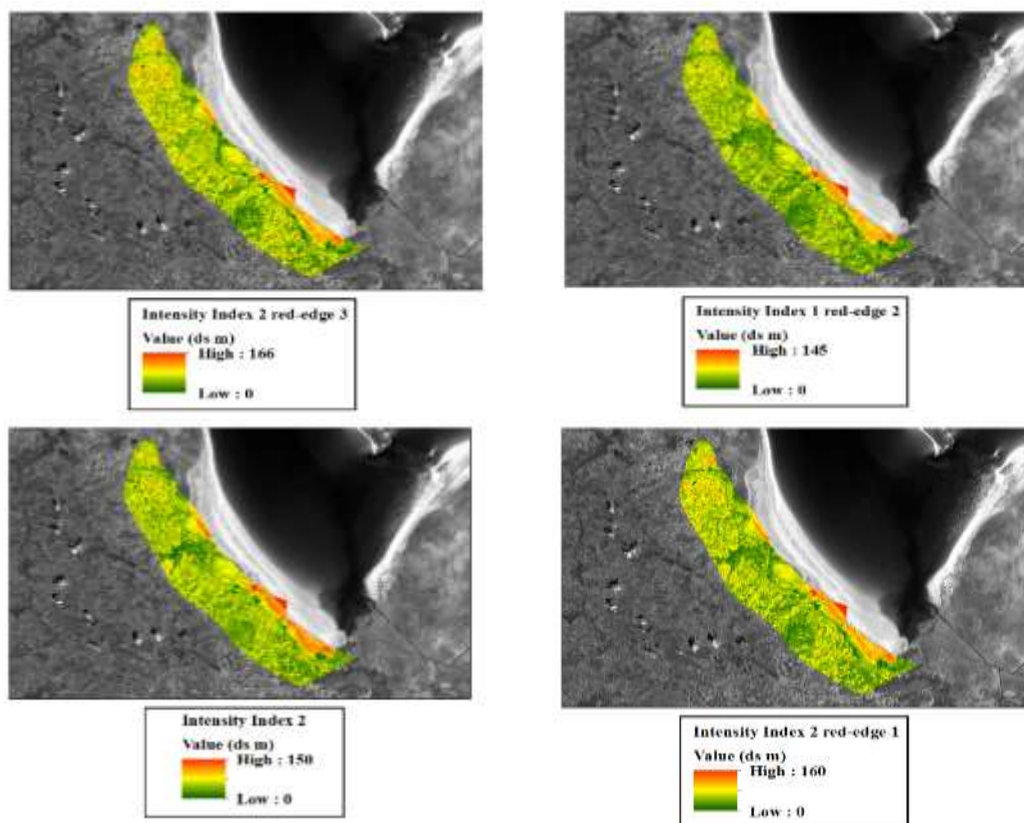 Intensity Index 2 red-edge 3
Value (ds m)
High : 166
Low : 0
Intensity Index 1 red-edge 2
Value (ds m)
High : 145
Low : 0
Intensity Index 2
Value (ds m)
High : 150
Low : 0
Intensity Index 2 red-edge 1
Value (ds m)
High : 160
Low : 0